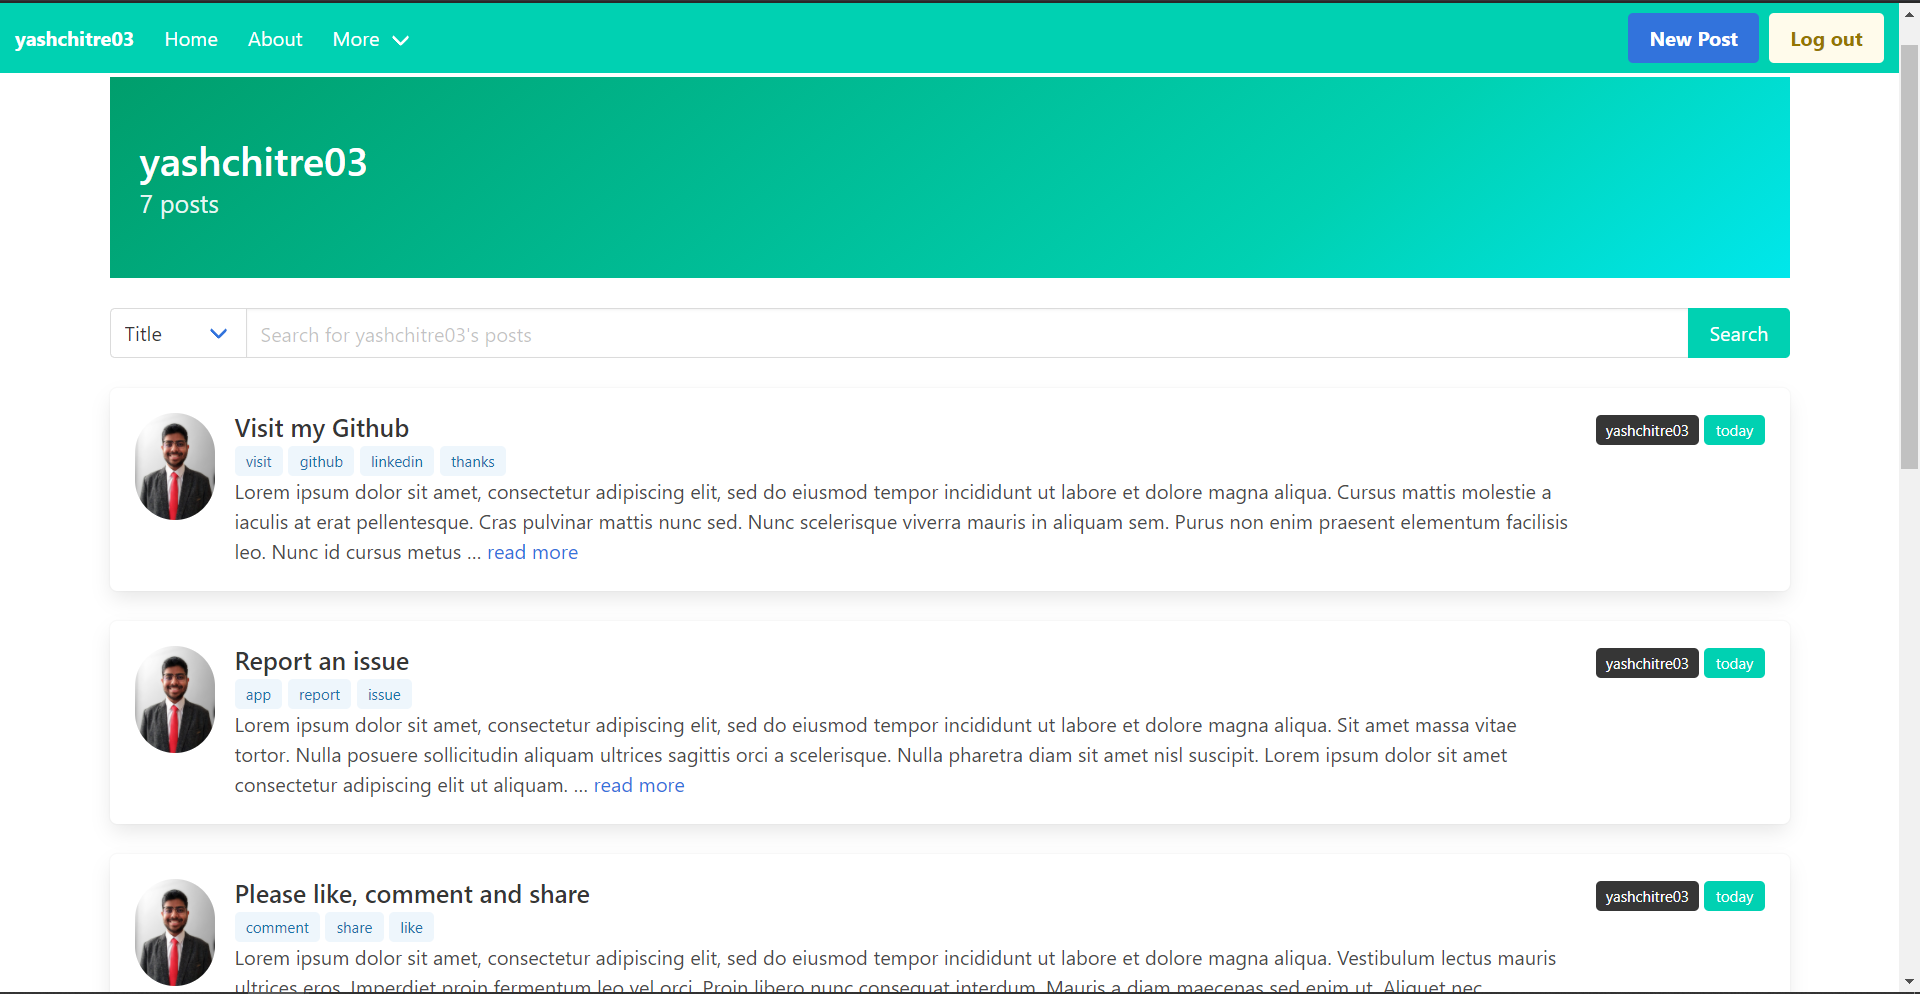 yashchitre03 Home About More New Post Log out
yashchitre03
7 posts
Title Search for yashchitre03's posts Search
Visit my Github yashchitre03 today
visit github linkedin thanks
Lorem ipsum dolor sit amet, consectetur adipiscing elit, sed do eiusmod tempor incididunt ut labore et dolore magna aliqua. Cursus mattis molestie a
iaculis at erat pellentesque. Cras pulvinar mattis nunc sed. Nunc scelerisque viverra mauris in aliquam sem. Purus non enim praesent elementum facilisis
leo. Nunc id cursus metus ... read more
Report an issue yashchitre03 today
app report issue
Lorem ipsum dolor sit amet, consectetur adipiscing elit, sed do eiusmod tempor incididunt ut labore et dolore magna aliqua. Sit amet massa vitae
tortor. Nulla posuere sollicitudin aliquam ultrices sagittis orci a scelerisque. Nulla pharetra diam sit amet nisl suscipit. Lorem ipsum dolor sit amet
consectetur adipiscing elit ut aliquam. ... read more
Please like, comment and share yashchitre03 today
comment share like
Lorem ipsum dolor sit amet, consectetur adipiscing elit, sed do eiusmod tempor incididunt ut labore et dolore magna aliqua. Vestibulum lectus mauris
ultrices eros. Imperdiet proin fermentum leo vel orci. Proin libero nunc consequat interdum. Mauris a diam maecenas sed enim ut. Aliquet nec